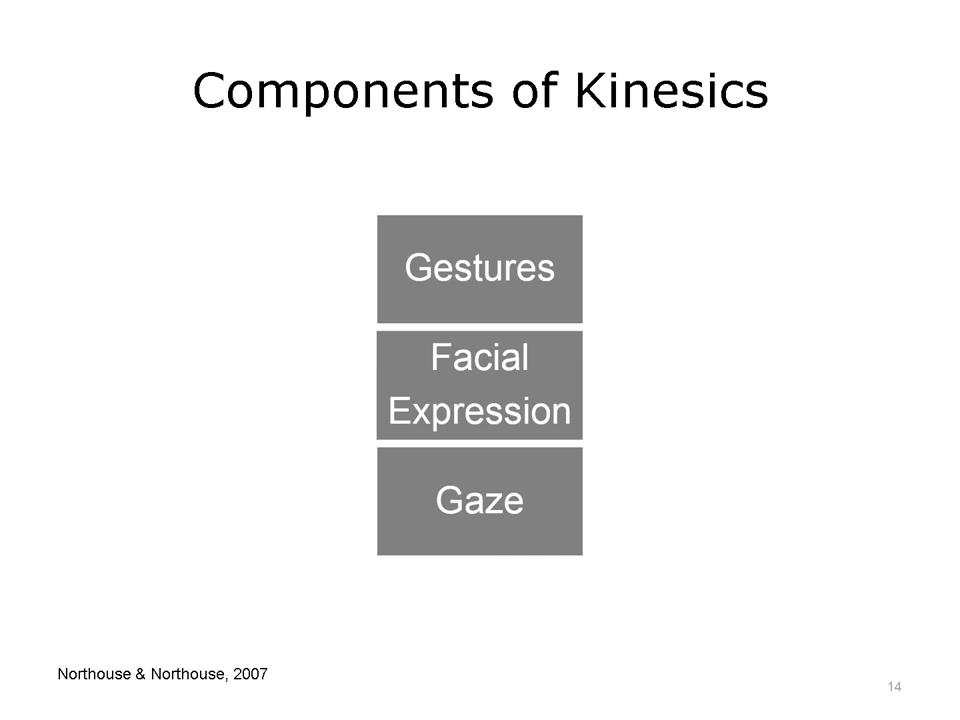 Components of Kinesics
Gestures
Facial
Expression
Gaze
Northouse & Northouse, 2007
14